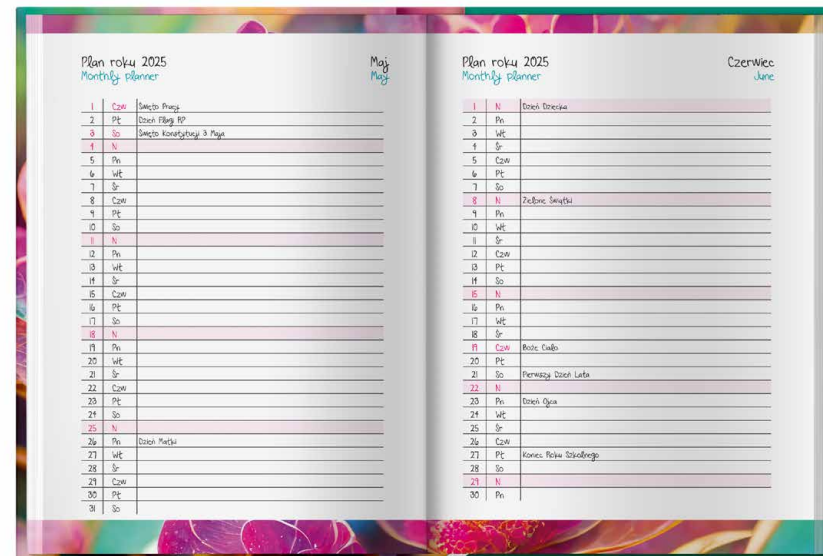 Plan roku 2025
Maj
Monthly planner
May
1 Czw Święto Pracy
2 Pt Dzień Flagi RP
3 So Święto Konstytucji 3 Maja
4 N
5 Pn
6 Wt
7 Śr
8 Czw
9 Pt
10 So
11 N
12 Pn
13 Wt
14 Śr
15 Czw
16 Pt
17 So
18 N
19 Pn
20 Wt
21 Śr
22 Czw
23 Pt
24 So
25 N
26 Pn Dzień Matki
27 Wt
28 Śr
29 Czw
30 Pt
31 So
Plan roku 2025
Czerwiec
Monthly planner
June
1 N Dzień Dziecka
2 Pn
3 Wt
4 Śr
5 Czw
6 Pt
7 So
8 N Zielone Świątki
9 Pn
10 Wt
11 Śr
12 Czw
13 Pt
14 So
15 N
16 Pn
17 Wt
18 Śr
19 Czw Boże Ciało
20 Pt
21 So Pierwszy Dzień Lata
22 N
23 Pn Dzień Ojca
24 Wt
25 Śr
26 Czw
27 Pt Koniec Roku Szkolnego
28 So
29 N
30 Pn